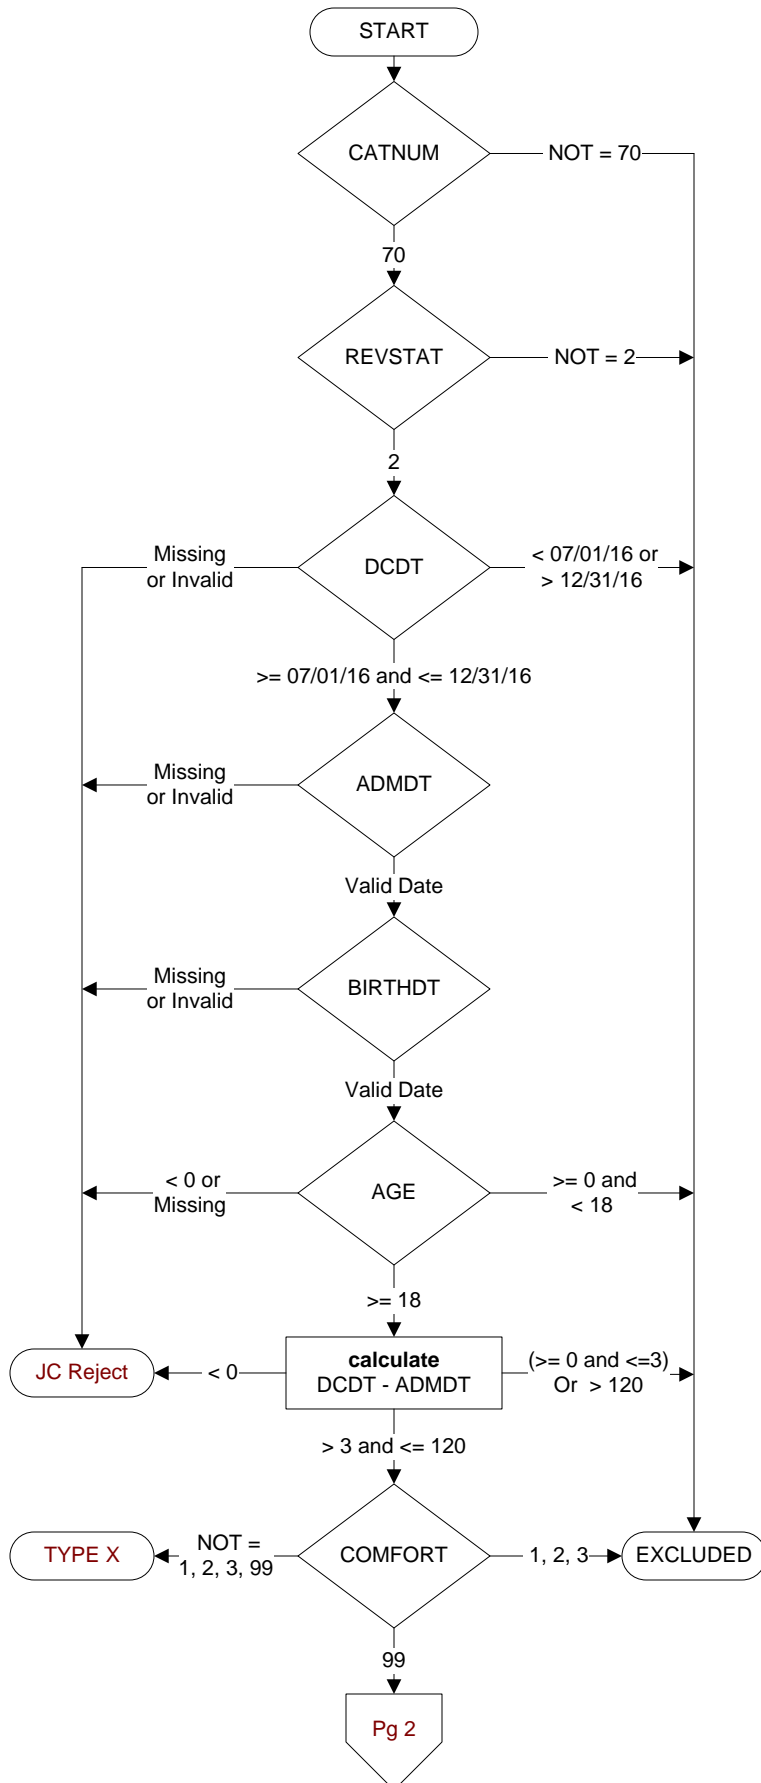 START
CATNUM
NOT = 70
70
REVSTAT
NOT = 2
2
Missing
or Invalid
DCDT
< 07/01/16 or
> 12/31/16
>= 07/01/16 and <= 12/31/16
Missing
or Invalid
ADMDT
Valid Date
Missing
or Invalid
BIRTHDT
Valid Date
< 0 or
Missing
AGE
>= 0 and
< 18
>= 18
JC Reject
< 0
calculate
DCDT - ADMDT
(>= 0 and <=3)
Or > 120
> 3 and <= 120
TYPE X
NOT =
1, 2, 3, 99
COMFORT
1, 2, 3
EXCLUDED
99
Pg 2